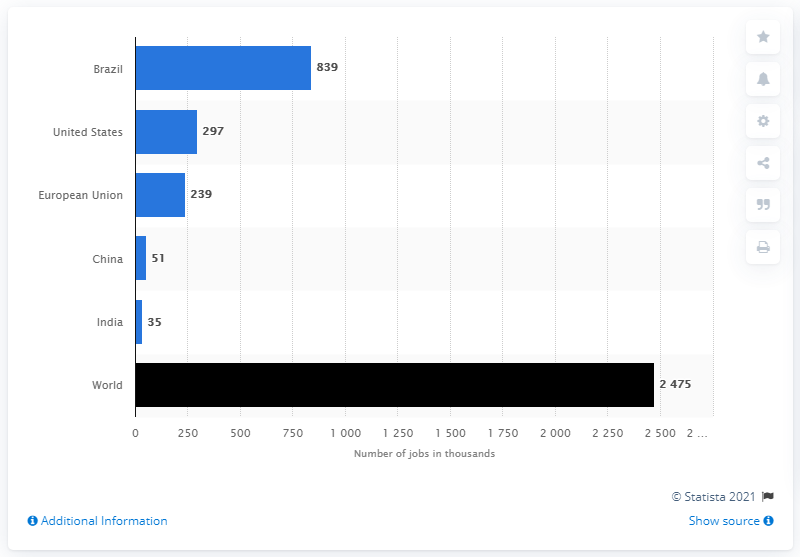 Brazil 839
United States 297
European Union 239
China 51
India 35
World 2 475
0 250 500 750 1 000 1 250 1 500 1 750 2 000 2 250 2 500 2 ...
Number of jobs in thousands
© Statista 2021
Additional Information Show source